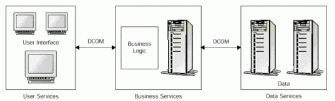 User Interface
DCOM
Business
Logic
DCOM
Data
User Services
Business Services
Data Services